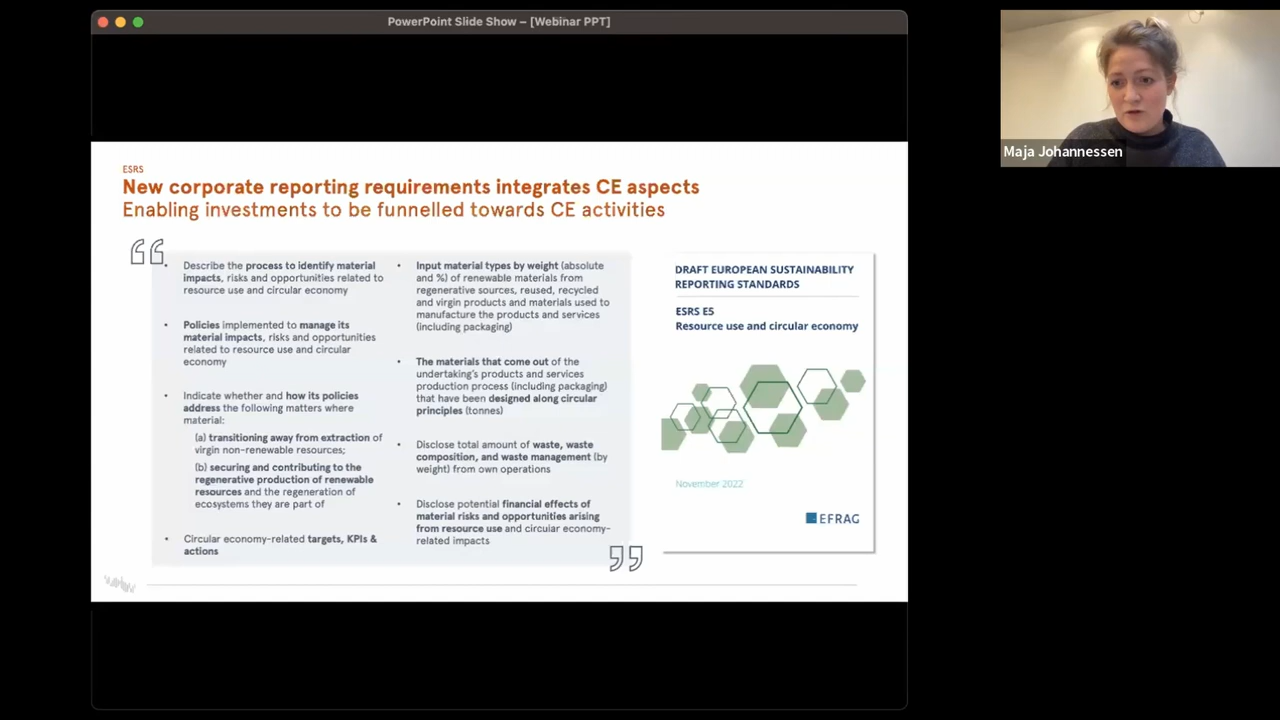 PowerPoint Slide Show – [Webinar PPT]
Maja Johannessen
ESRS
New corporate reporting requirements integrates CE aspects
Enabling investments to be funnelled towards CE activities
• Describe the process to identify material
impacts, risks and opportunities related to
resource use and circular economy
• Policies implemented to manage its
material impacts, risks and opportunities
related to resource use and circular
economy
• Indicate whether and how its policies
address the following matters where
material:
(a) transitioning away from extraction of
virgin non-renewable resources;
(b) securing and contributing to the
regenerative production of renewable
resources and the regeneration of
ecosystems they are part of
• Circular economy-related targets, KPIs &
actions
• Input material types by weight (absolute
and %) of renewable materials from
regenerative sources, reused, recycled
and virgin products and materials used to
manufacture the products and services
(including packaging)
• The materials that come out of the
undertaking's products and services
production process (including packaging)
that have been designed along circular
principles (tonnes)
• Disclose total amount of waste, waste
composition, and waste management (by
weight) from own operations
• Disclose potential financial effects of
material risks and opportunities arising
from resource use and circular economy-
related impacts
DRAFT EUROPEAN SUSTAINABILITY
REPORTING STANDARDS
ESRS E5
Resource use and circular economy
November 2022
EFRAG